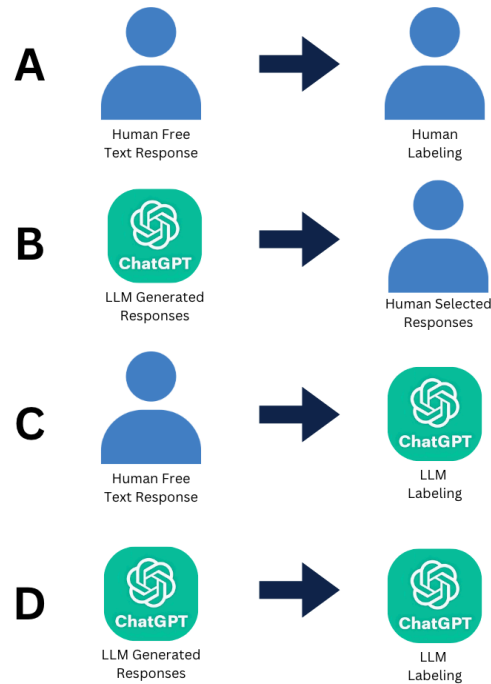 A
Human Free
Text Response
Human
Labeling
B
ChatGPT
LLM Generated
Responses
Human Selected
Responses
C
Human Free
Text Response
ChatGPT
LLM
Labeling
D
ChatGPT
LLM Generated
Responses
ChatGPT
LLM
Labeling